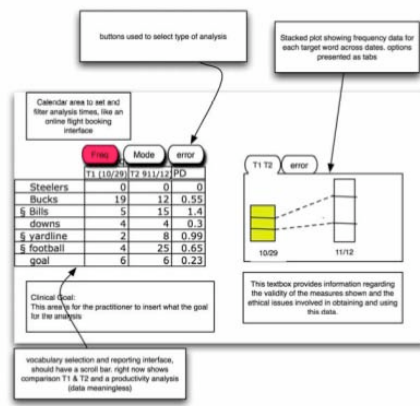 buttons used to select type of analysis
Stacked plot showing frequency data for
each target word across dates. options
presented as tabs
Calendar area to set and
filter analysis times, like an
online flight booking
interface
Freq Mode error
T1 (10/29) T2 911/12) PD
Steelers 0 0 0
Bucks 19 12 0.55
§ Bills 5 15 1.4
downs 4 4 0.3
§ yardline 2 8 0.99
§ football 4 25 0.65
goal 6 6 0.23
T1 T2 error
10/29 11/12
Clinical Goal:
This area is for the practitioner to insert what the goal
for the analysis
This textbox provides information regarding
the validity of the measures shown and the
ethical issues involved in obtaining and using
this data.
vocabulary selection and reporting interface,
should have a scroll bar. right now shows
comparison T1 & T2 and a productivity analysis
(data meaningless)